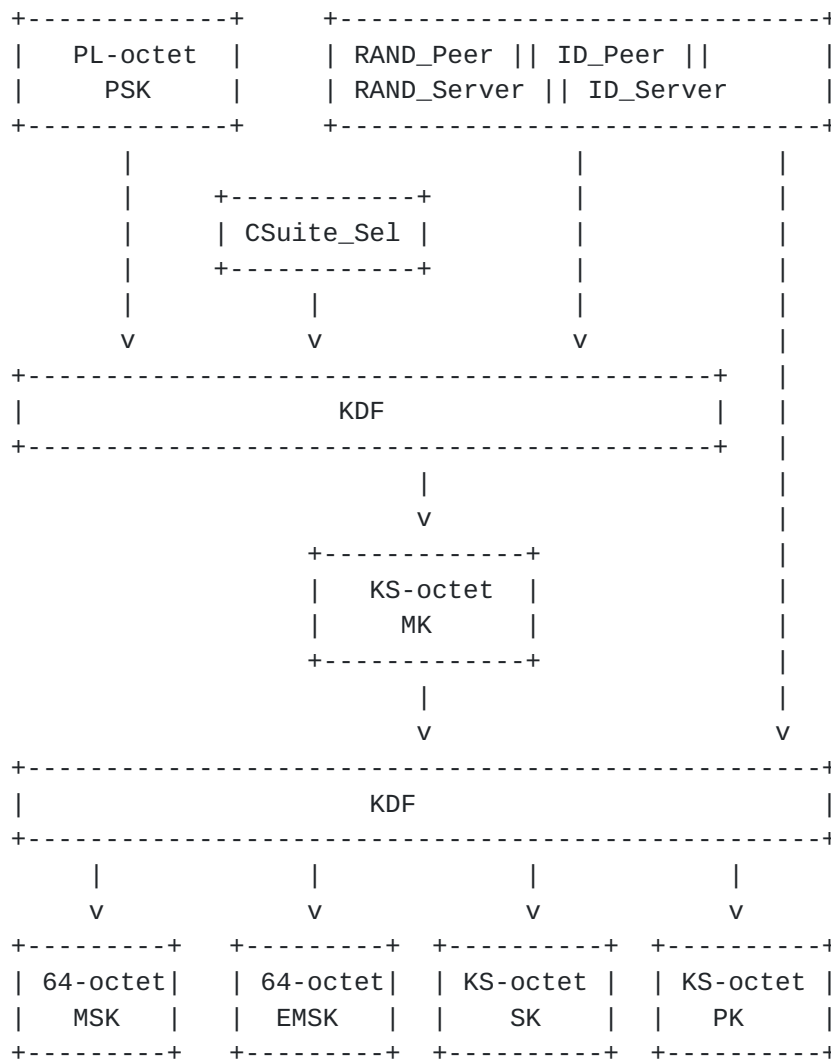 +-------------+     +-------------------------------+
|   PL-octet  |     | RAND_Peer || ID_Peer ||       |
|     PSK     |     | RAND_Server || ID_Server      |
+-------------+     +-------------------------------+
       |                            |            |
       |     +------------+         |            |
       |     | CSuite_Sel |         |            |
       |     +------------+         |            |
       |           |                |            |
       v           v                v            |
+--------------------------------------------+   |
|                    KDF                     |   |
+--------------------------------------------+   |
                          |                      |
                          v                      |
                   +-------------+               |
                   |   KS-octet  |               |
                   |     MK      |               |
                   +-------------+               |
                          |                      |
                          v                      v
+---------------------------------------------------+
|                      KDF                          |
+---------------------------------------------------+
     |             |             |            |
     v             v             v            v
+---------+   +---------+  +----------+  +----------+
| 64-octet|   | 64-octet|  | KS-octet |  | KS-octet |
|   MSK   |   |  EMSK   |  |    SK    |  |   PK     |
+---------+   +---------+  +----------+  +----------+